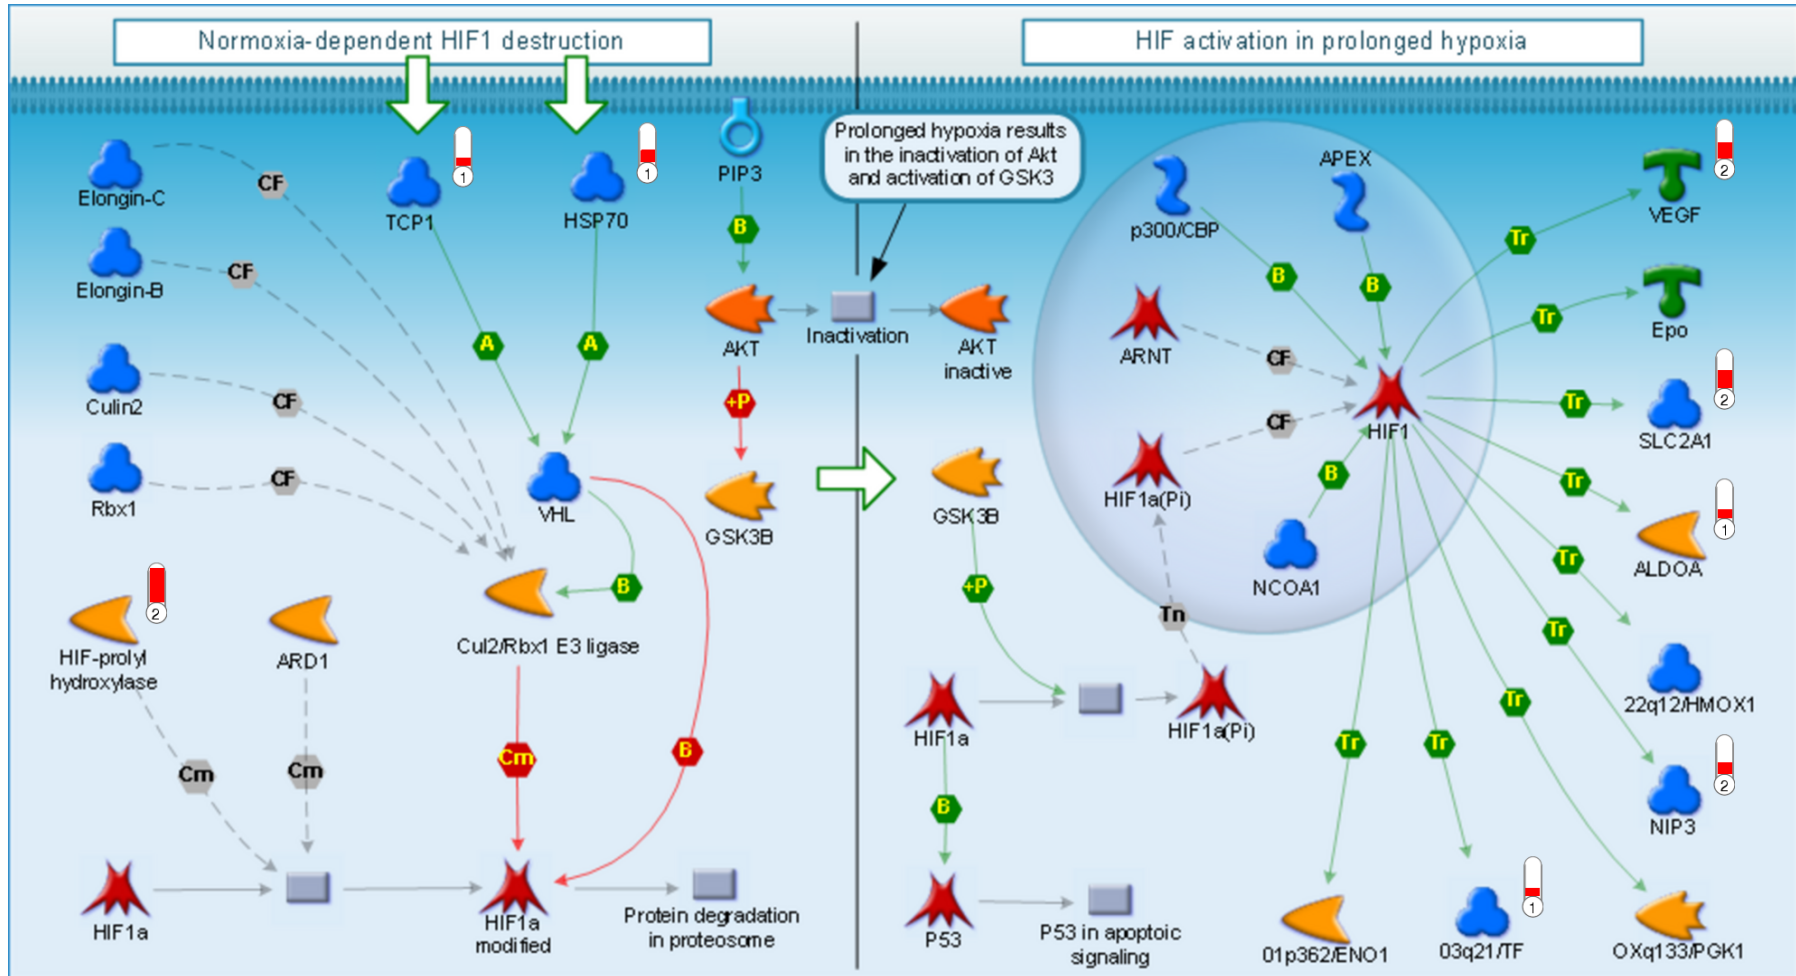 Normoxia-dependent HIF1 destruction
HIF activation in prolonged hypoxia
Elongin-C
CF
TCP1
1
HSP70
1
PIP3
B
Prolonged hypoxia results
in the inactivation of Akt
and activation of GSK3
Elongin-B
CF
Culin2
CF
Rbx1
CF
A
A
AKT
Inactivation
AKT
inactive
+P
VHL
GSK3B
B
HIF-prolyl
hydroxylase
2
ARD1
Cul2/Rbx1 E3 ligase
Cm
Cm
Cm
B
HIF1a
HIF1a
modified
Protein degradation
in proteosome
p300/CBP
APEX
B
B
ARNT
CF
HIF1
CF
HIF1a(Pi)
B
NCOA1
Tn
GSK3B
+P
HIF1a
HIF1a(Pi)
B
P53
P53 in apoptoic
signaling
Tr
VEGF
2
Tr
Epo
Tr
SLC2A1
2
Tr
ALDOA
1
Tr
22q12/HMOX1
Tr
NIP3
2
Tr
Tr
Tr
01p362/ENO1
03q21/TF
1
OXq133/PGK1